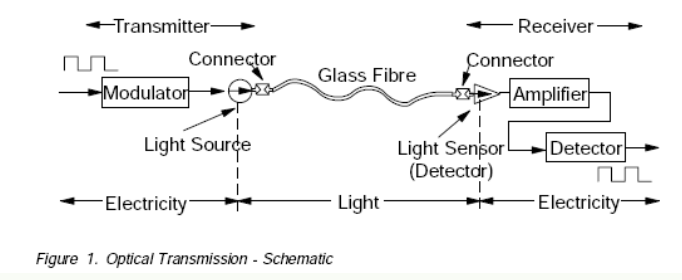 Transmitter
Receiver
Connector
Connector
Glass Fibre
Modulator
Amplifier
Light Source
Light Sensor
(Detector)
Detector
Electricity
Light
Electricity
Figure 1. Optical Transmission - Schematic